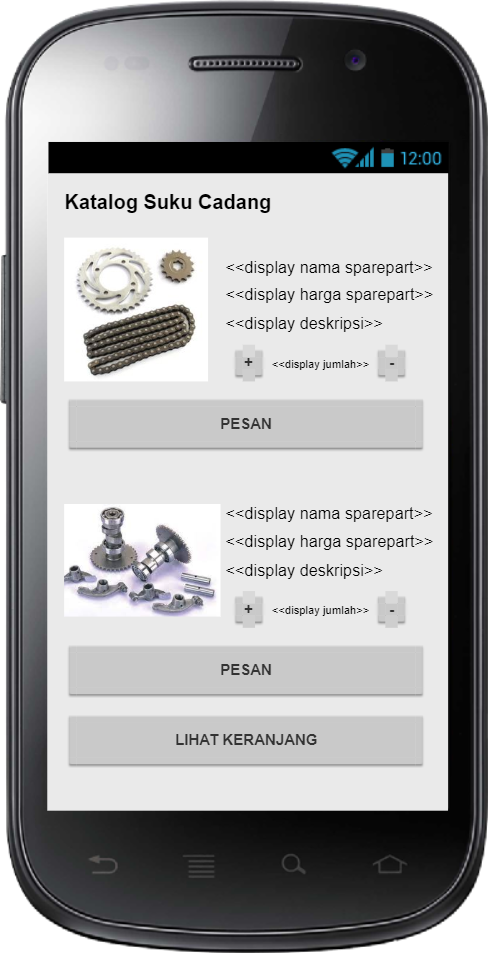 12:00
Katalog Suku Cadang
<<display nama sparepart>>
<<display harga sparepart>>
<<display deskripsi>>
+ <<display jumlah>> -
PESAN
<<display nama sparepart>>
<<display harga sparepart>>
<<display deskripsi>>
+ <<display jumlah>> -
PESAN
LIHAT KERANJANG